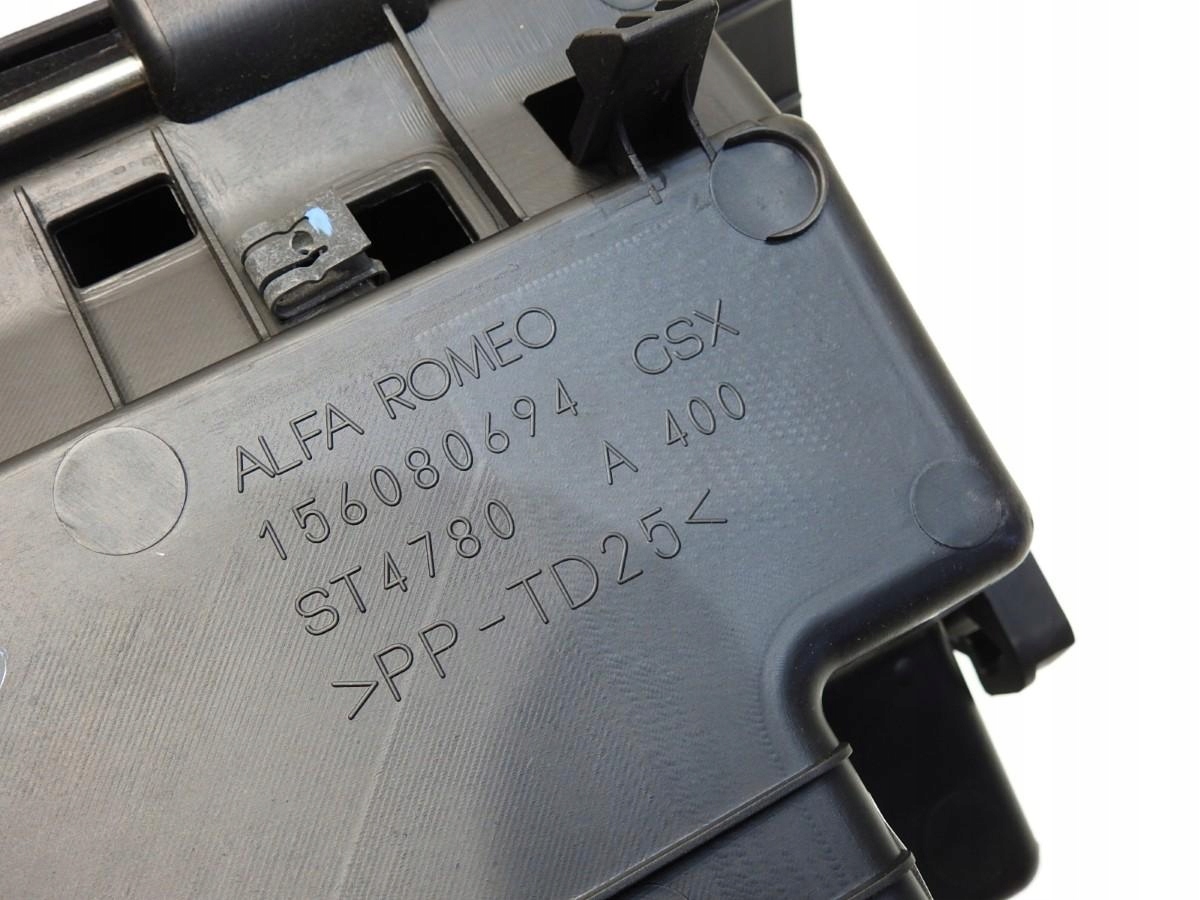 ALFA ROMEO
156080694 CSX
ST4780 A 400
>PP-TD25<